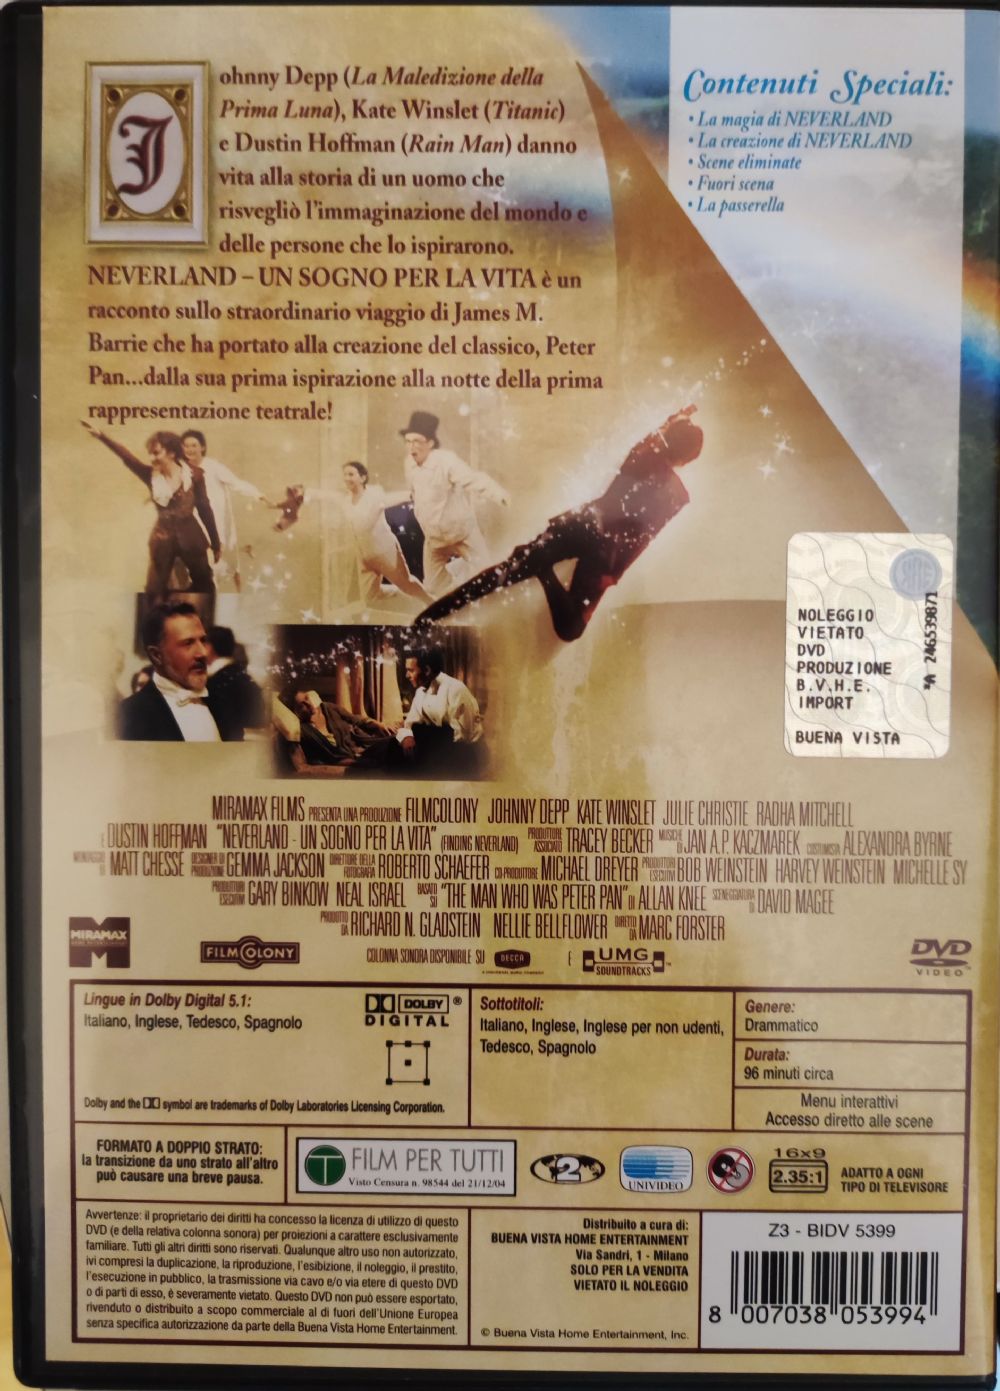 Johnny Depp (La Maledizione della
Prima Luna), Kate Winslet (Titanic)
e Dustin Hoffman (Rain Man) danno
vita alla storia di un uomo che
risvegliò l'immaginazione del mondo e
delle persone che lo ispirarono.
NEVERLAND – UN SOGNO PER LA VITA è un
racconto sullo straordinario viaggio di James M.
Barrie che ha portato alla creazione del classico, Peter
Pan...dalla sua prima ispirazione alla notte della prima
rappresentazione teatrale!
Contenuti Speciali:
• La magia di NEVERLAND
• La creazione di NEVERLAND
• Scene eliminate
• Fuori scena
• La passerella
NOLEGGIO
VIETATO
DVD
PRODUZIONE
B.V.H.E.
IMPORT
BUENA VISTA
*A 246539871
MIRAMAX FILMS PRESENTA UNA PRODUZIONE FILMCOLONY JOHNNY DEPP KATE WINSLET JULIE CHRISTIE RADHA MITCHELL
E DUSTIN HOFFMAN "NEVERLAND - UN SOGNO PER LA VITA" (FINDING NEVERLAND) PRODUTTORE ASSOCIATO TRACEY BECKER MUSICHE DI JAN A.P. KACZMAREK COSTUMISTA ALEXANDRA BYRNE
MONTAGGIO MATT CHESSE DESIGNER DI PRODUZIONE GEMMA JACKSON DIRETTORE DELLA FOTOGRAFIA ROBERTO SCHAEFER CO-PRODUTTORE MICHAEL DREYER PRODUTTORI ESECUTIVI BOB WEINSTEIN HARVEY WEINSTEIN MICHELLE SY
PRODUTTORI ESECUTIVI GARY BINKOW NEAL ISRAEL BASATO SU "THE MAN WHO WAS PETER PAN" DI ALLAN KNEE SCENEGGIATURA DI DAVID MAGEE
PRODOTTO DA RICHARD N. GLADSTEIN NELLIE BELLFLOWER DIRETTO DA MARC FORSTER
MIRAMAX
FILMCOLONY
COLONNA SONORA DISPONIBILE SU DECCA E UMG SOUNDTRACKS
DVD
VIDEO™
Lingue in Dolby Digital 5.1:
Italiano, Inglese, Tedesco, Spagnolo
DOLBY ®
DIGITAL
Dolby and the DD symbol are trademarks of Dolby Laboratories Licensing Corporation.
Sottotitoli:
Italiano, Inglese, Inglese per non udenti,
Tedesco, Spagnolo
Genere:
Drammatico
Durata:
96 minuti circa
Menu interattivi
Accesso diretto alle scene
FORMATO A DOPPIO STRATO:
la transizione da uno strato all'altro
può causare una breve pausa.
T FILM PER TUTTI
Visto Censura n. 98544 del 21/12/04
2
UNIVIDEO
16x9
2.35:1
ADATTO A OGNI
TIPO DI TELEVISORE
Avvertenze: il proprietario dei diritti ha concesso la licenza di utilizzo di questo
DVD (e della relativa colonna sonora) per proiezioni a carattere esclusivamente
familiare. Tutti gli altri diritti sono riservati. Qualunque altro uso non autorizzato,
ivi compresi la duplicazione, la riproduzione, l'esibizione, il noleggio, il prestito,
l'esecuzione in pubblico, la trasmissione via cavo e/o via etere di questo DVD
o di parti di esso, è severamente vietato. Questo DVD non può essere esportato,
rivenduto o distribuito a scopo commerciale al di fuori dell'Unione Europea
senza specifica autorizzazione da parte della Buena Vista Home Entertainment.
Distribuito a cura di:
BUENA VISTA HOME ENTERTAINMENT
Via Sandri, 1 - Milano
SOLO PER LA VENDITA
VIETATO IL NOLEGGIO
© Buena Vista Home Entertainment, Inc.
Z3 - BIDV 5399
8 007038 053994